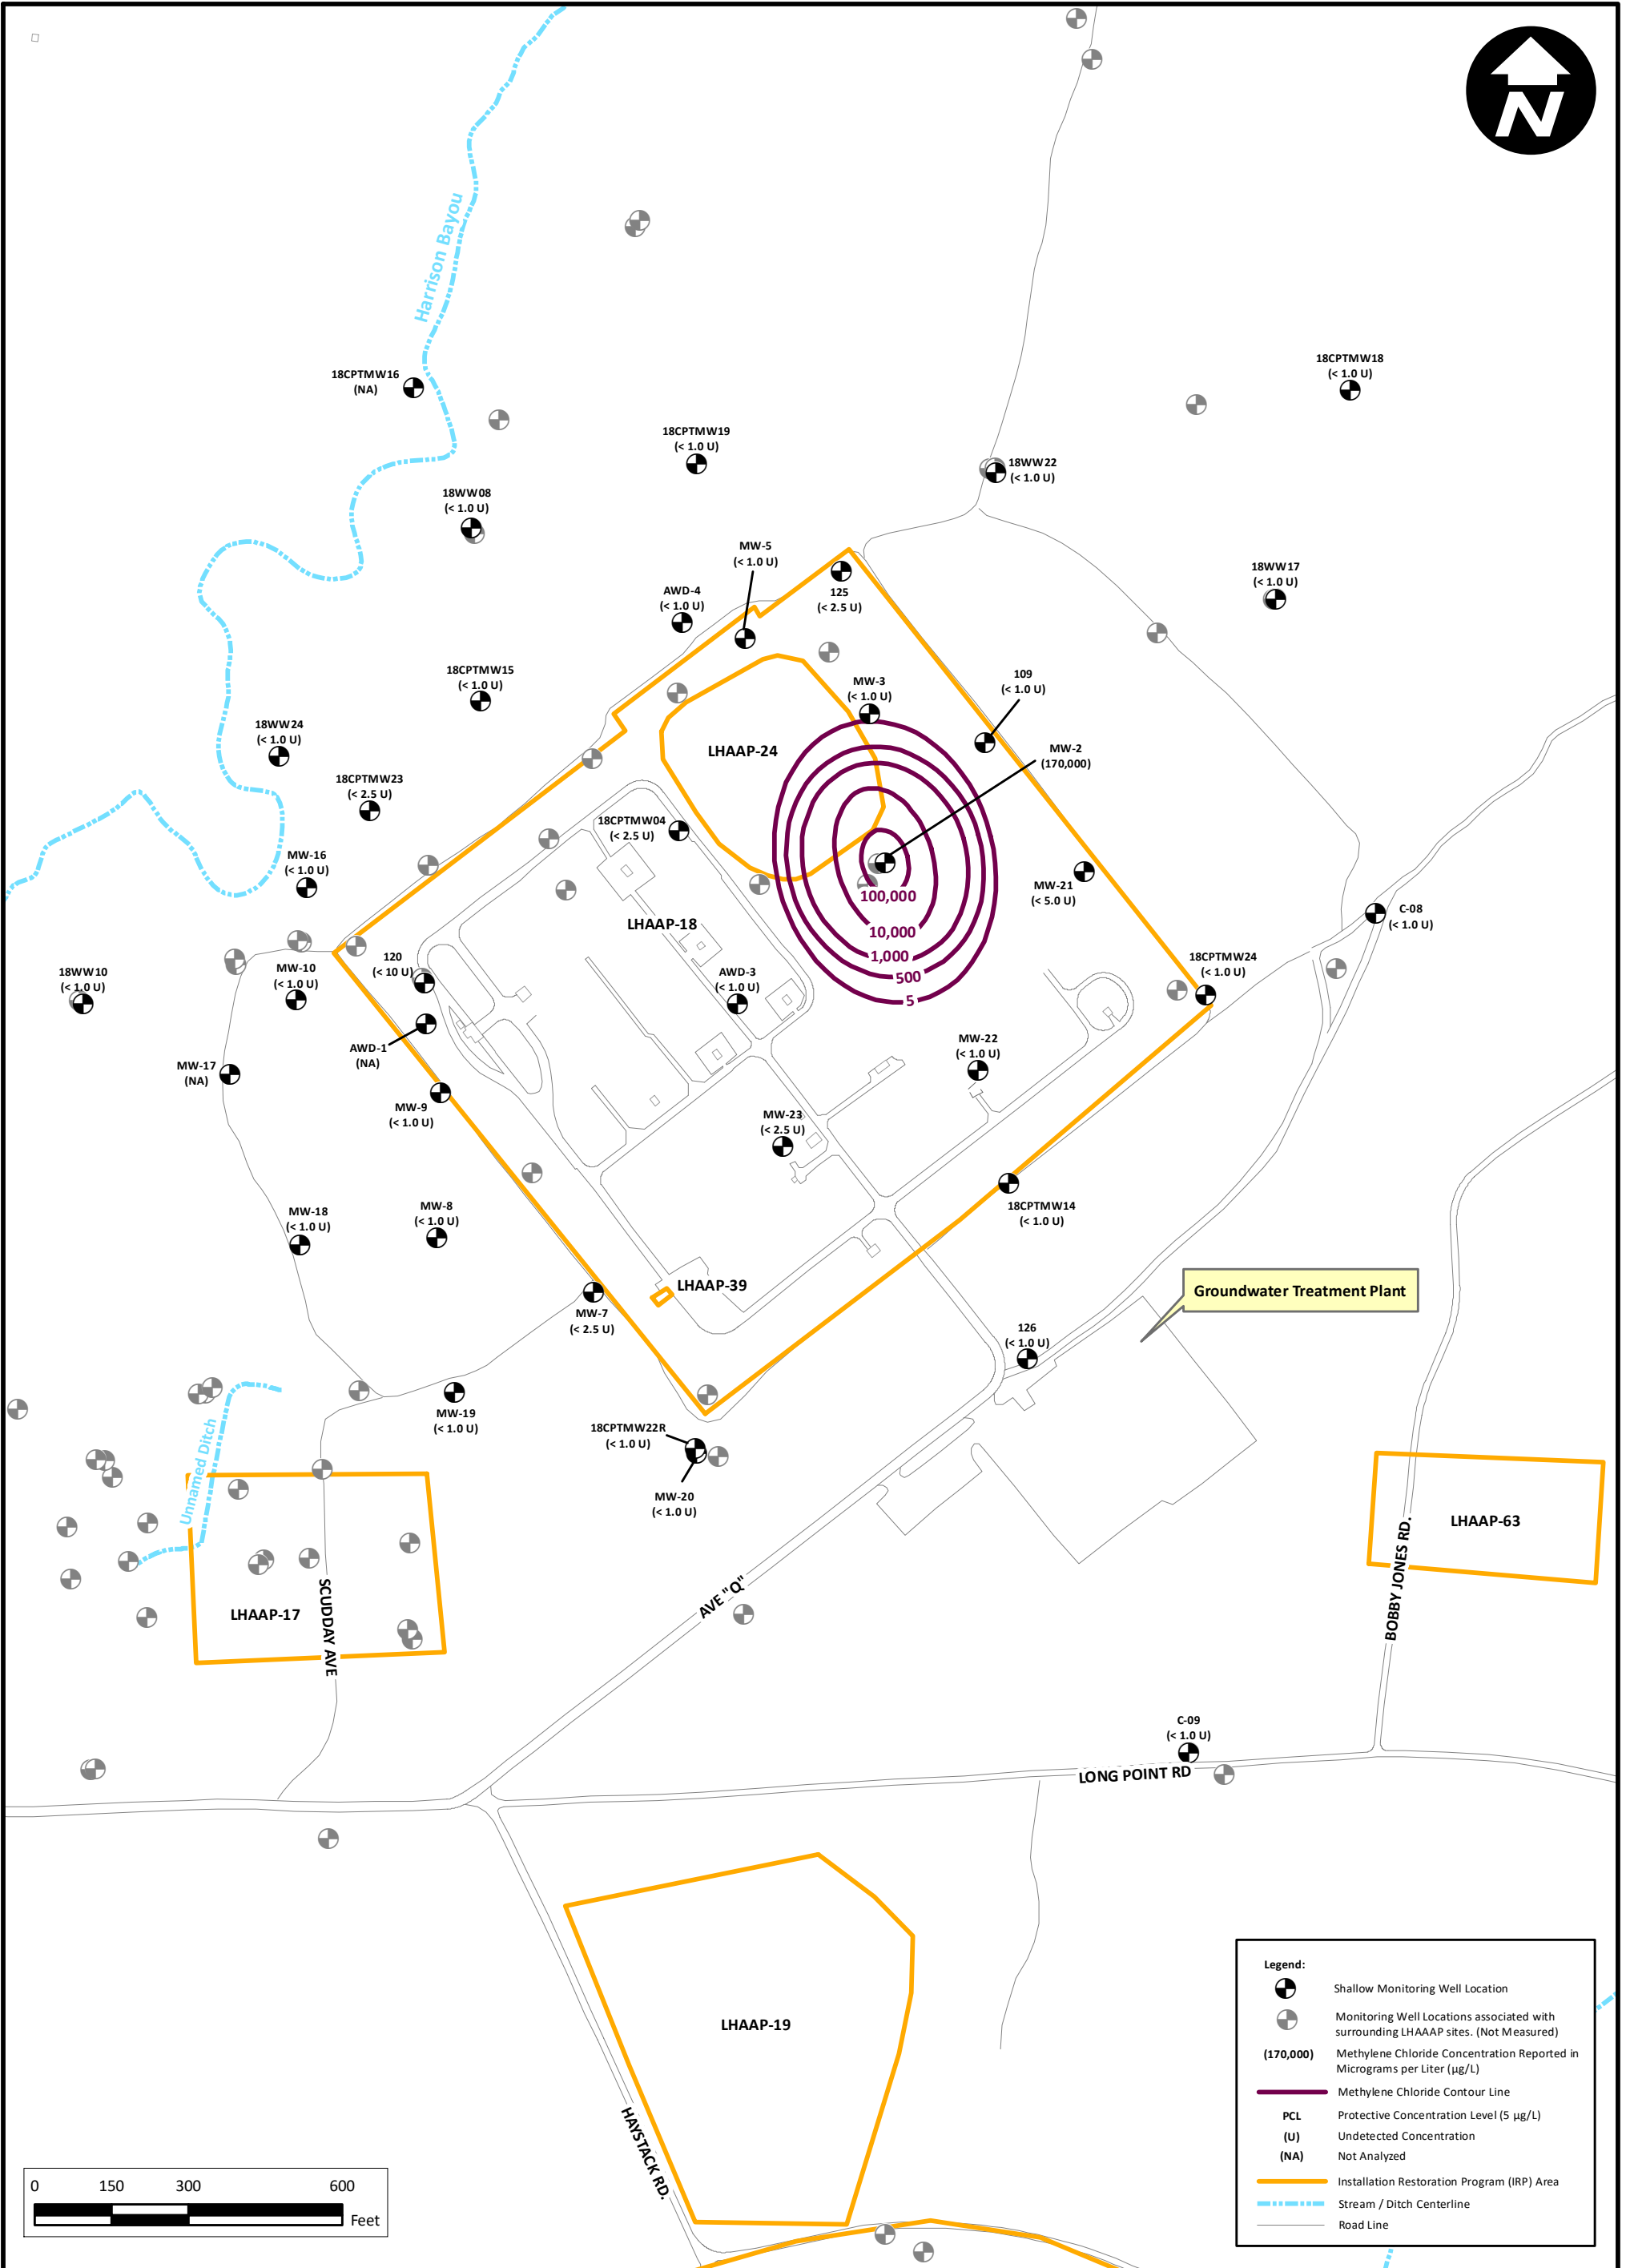 N
Harrison Bayou
18CPTMW16
(NA)
18CPTMW18
(< 1.0 U)
18CPTMW19
(< 1.0 U)
18WW22
(< 1.0 U)
18WW08
(< 1.0 U)
MW-5
(< 1.0 U)
125
(< 2.5 U)
18WW17
(< 1.0 U)
AWD-4
(< 1.0 U)
18CPTMW15
(< 1.0 U)
MW-3
(< 1.0 U)
109
(< 1.0 U)
18WW24
(< 1.0 U)
LHAAP-24
MW-2
(170,000)
18CPTMW23
(< 2.5 U)
18CPTMW04
(< 2.5 U)
MW-16
(< 1.0 U)
MW-21
(< 5.0 U)
100,000
10,000
1,000
500
5
LHAAP-18
C-08
(< 1.0 U)
18WW10
(< 1.0 U)
MW-10
(< 1.0 U)
120
(< 10 U)
AWD-3
(< 1.0 U)
18CPTMW24
(< 1.0 U)
AWD-1
(NA)
MW-17
(NA)
MW-22
(< 1.0 U)
MW-9
(< 1.0 U)
MW-23
(< 2.5 U)
MW-18
(< 1.0 U)
MW-8
(< 1.0 U)
18CPTMW14
(< 1.0 U)
LHAAP-39
Groundwater Treatment Plant
MW-7
(< 2.5 U)
126
(< 1.0 U)
MW-19
(< 1.0 U)
18CPTMW22R
(< 1.0 U)
MW-20
(< 1.0 U)
Unnamed Ditch
LHAAP-63
LHAAP-17
SCUDDAY AVE
AVE "Q"
BOBBY JONES RD.
C-09
(< 1.0 U)
LONG POINT RD
LHAAP-19
HAYSTACK RD.
Legend:
Shallow Monitoring Well Location
Monitoring Well Locations associated with
surrounding LHAAAP sites. (Not Measured)
(170,000) Methylene Chloride Concentration Reported in
Micrograms per Liter (µg/L)
Methylene Chloride Contour Line
PCL Protective Concentration Level (5 µg/L)
(U) Undetected Concentration
(NA) Not Analyzed
Installation Restoration Program (IRP) Area
Stream / Ditch Centerline
Road Line
0 150 300 600
Feet